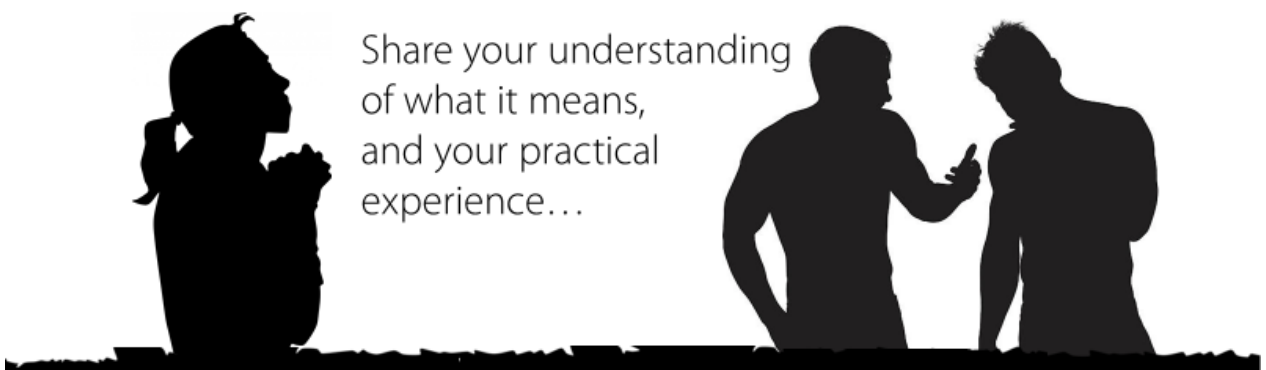 Share your understanding
of what it means,
and your practical
experience…